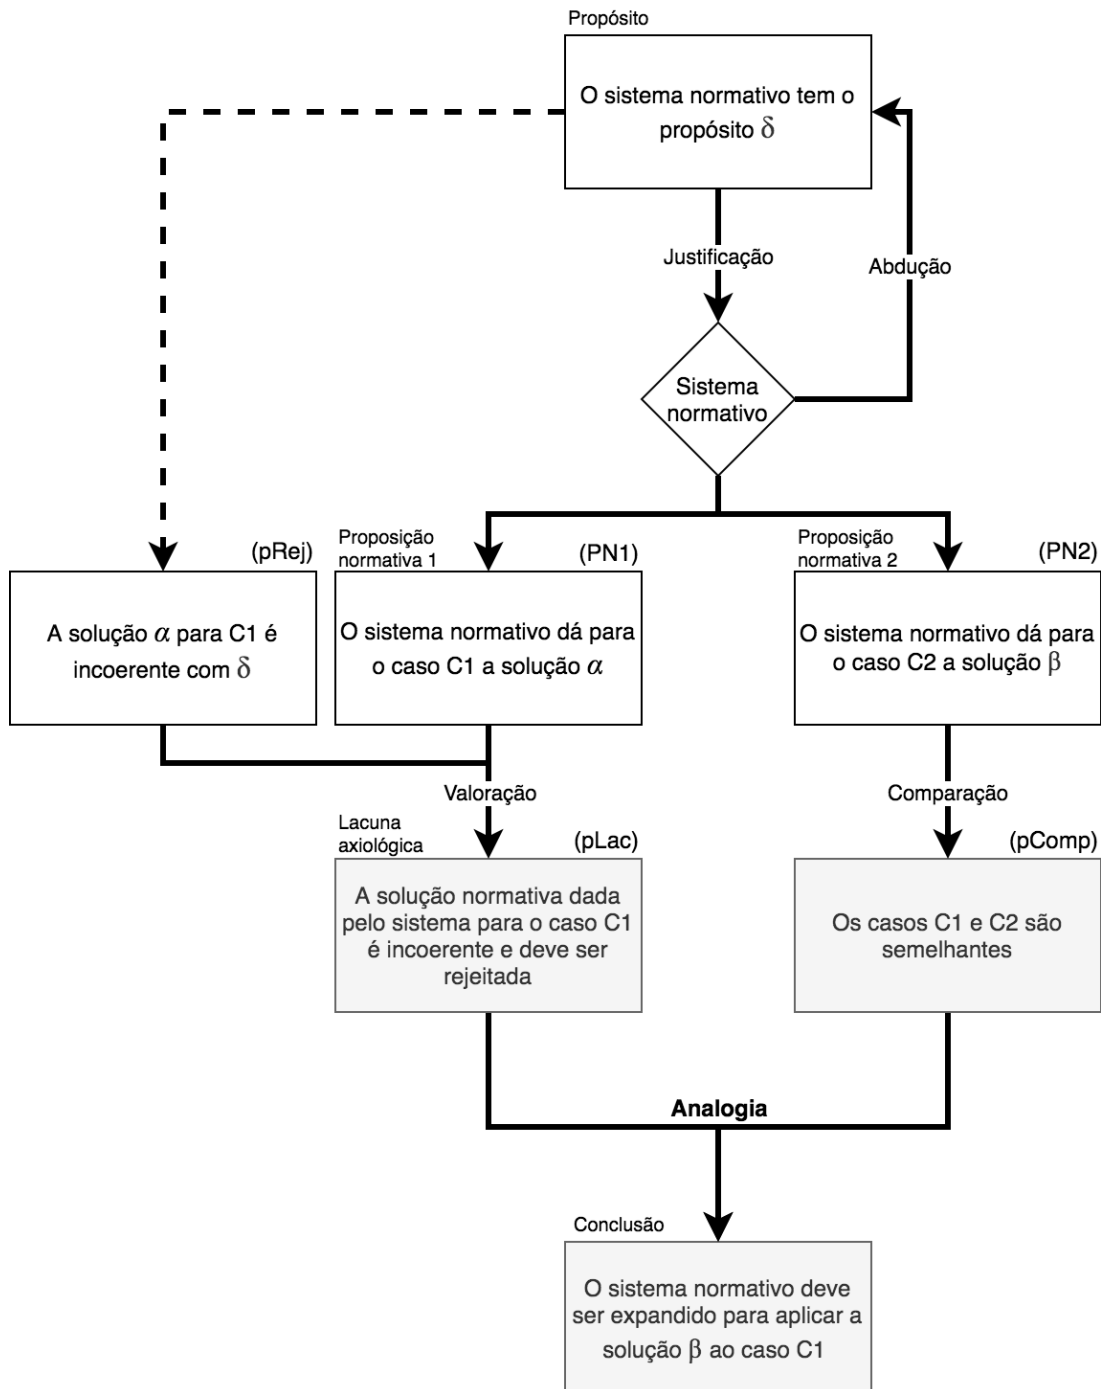 Propósito
O sistema normativo tem o
propósito δ
Justificação
Abdução
Sistema
normativo
(pRej)
A solução α para C1 é
incoerente com δ
Proposição
normativa 1
(PN1)
O sistema normativo dá para
o caso C1 a solução α
Proposição
normativa 2
(PN2)
O sistema normativo dá para
o caso C2 a solução β
Valoração
Comparação
Lacuna
axiológica
(pLac)
A solução normativa dada
pelo sistema para o caso C1
é incoerente e deve ser
rejeitada
(pComp)
Os casos C1 e C2 são
semelhantes
Analogia
Conclusão
O sistema normativo deve
ser expandido para aplicar a
solução β ao caso C1